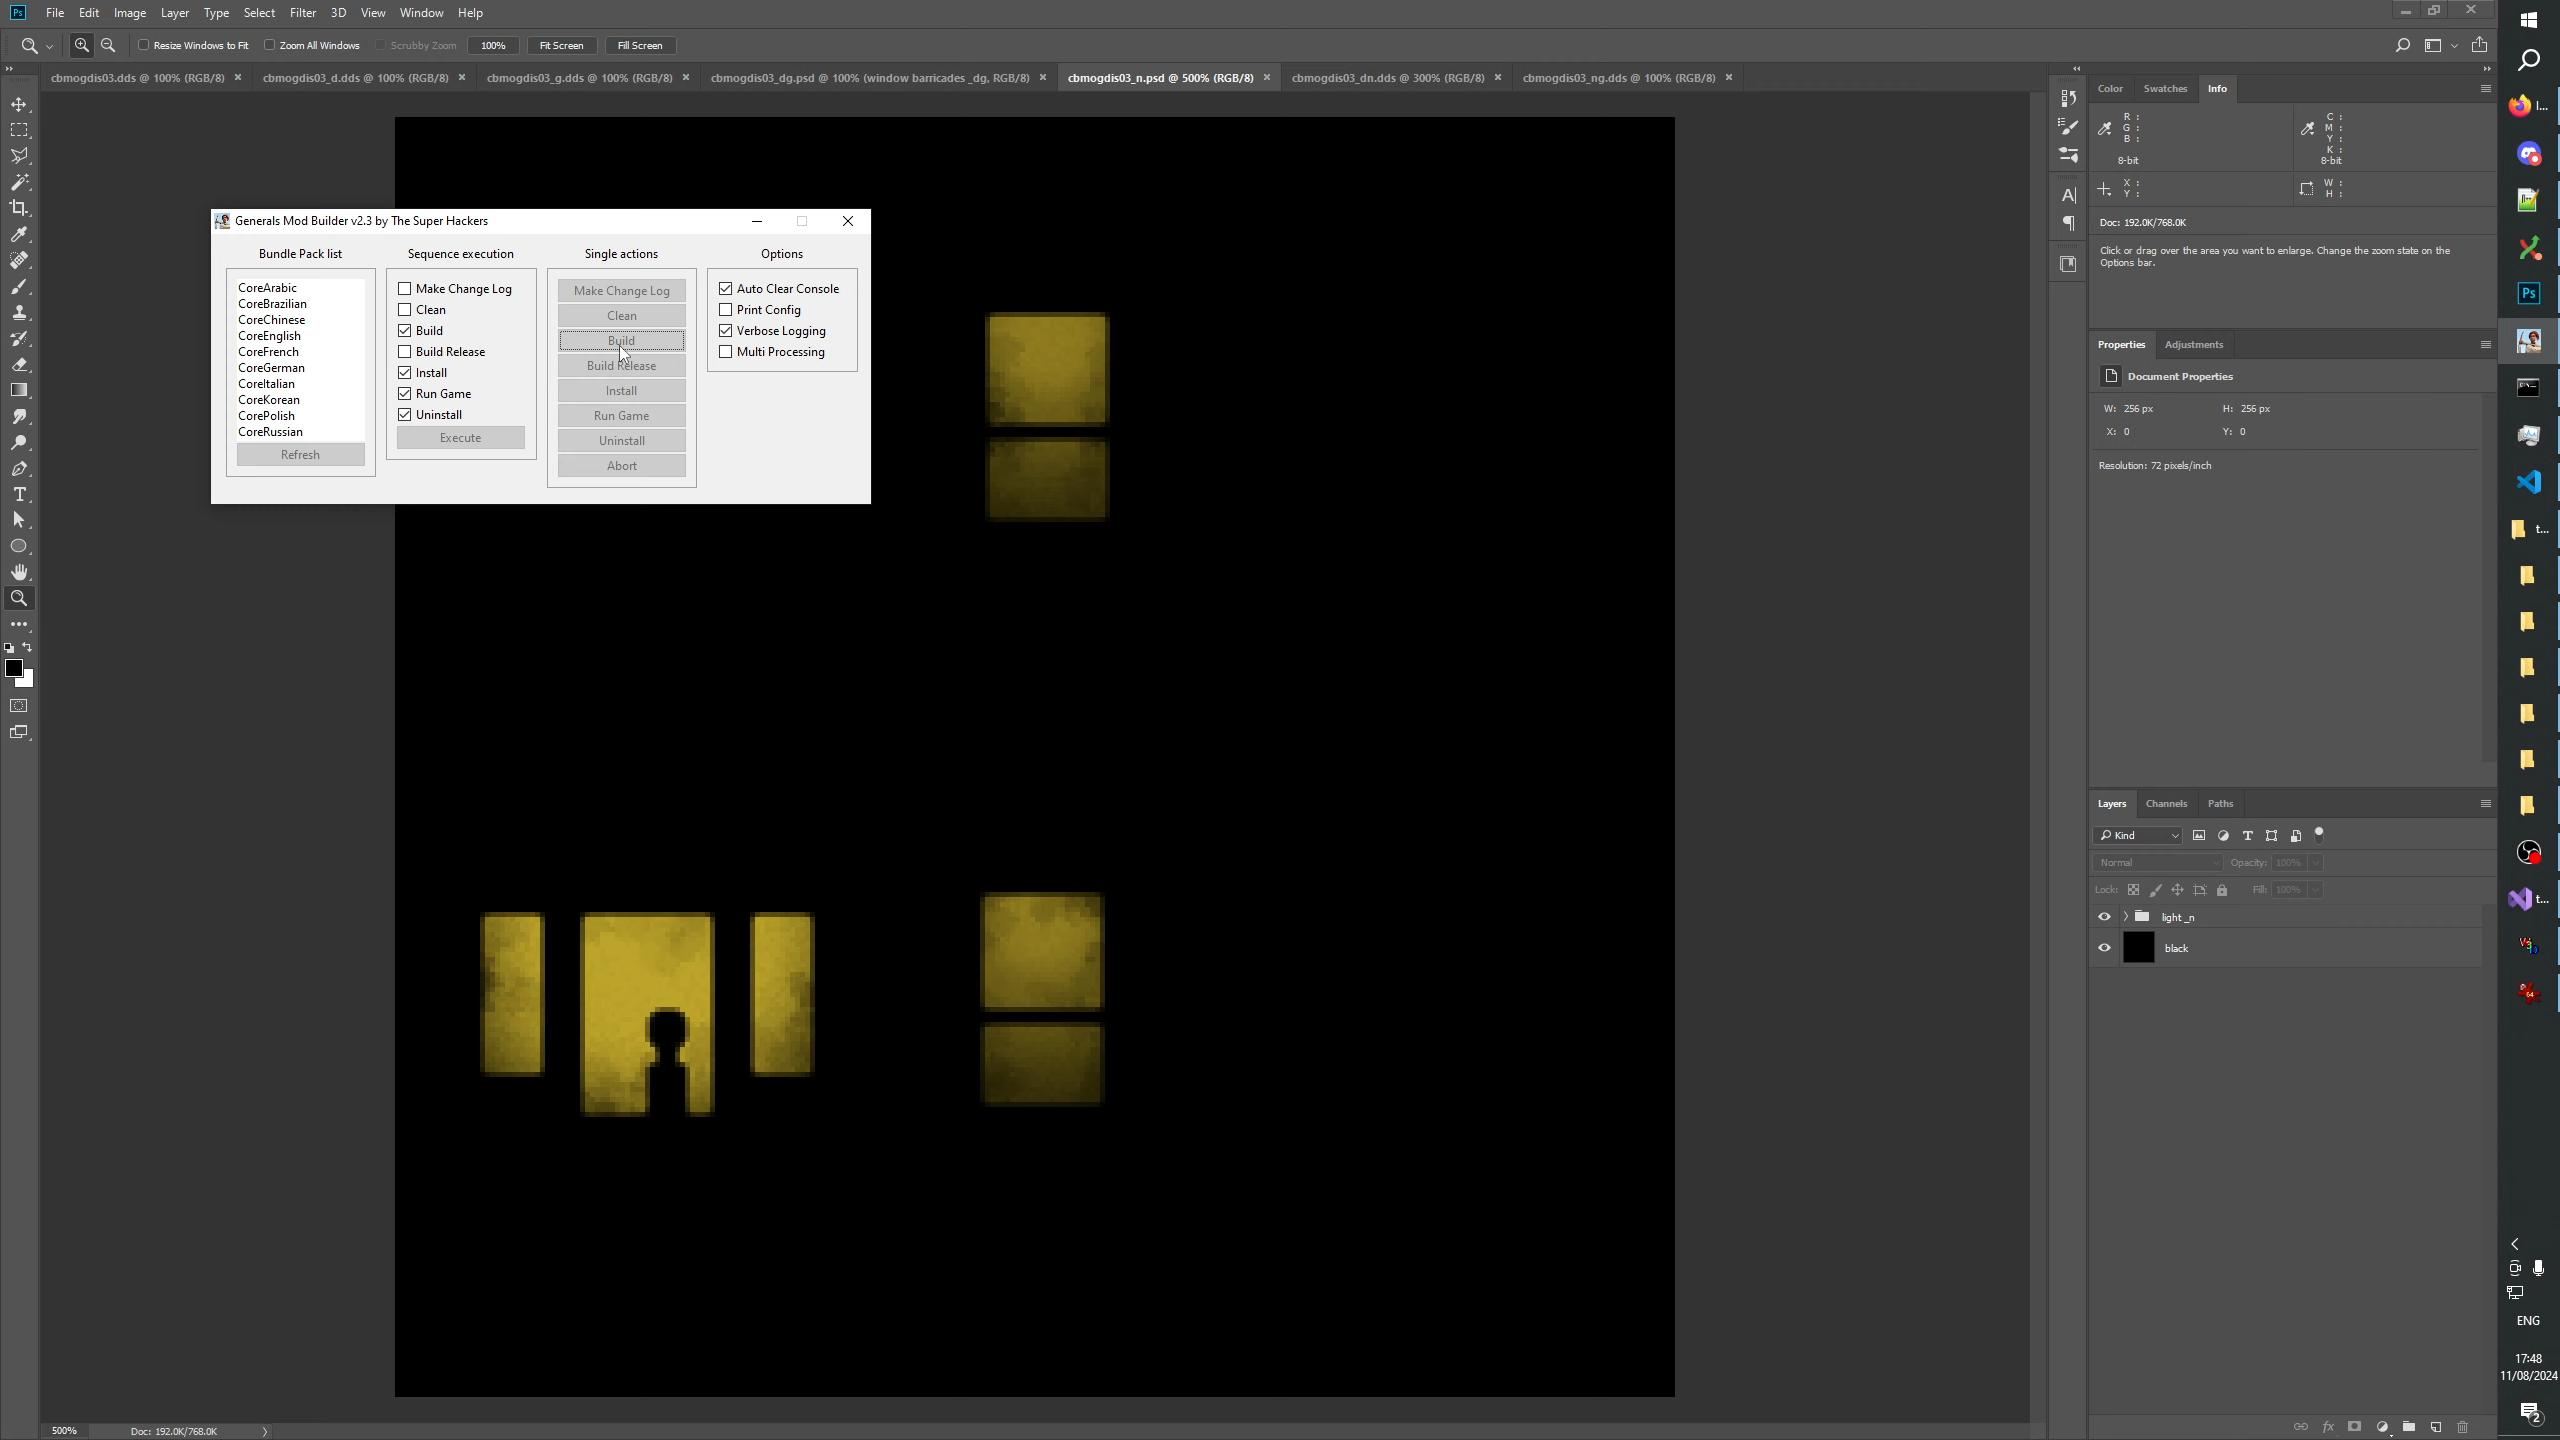 Ps File Edit Image Layer Type Select Filter 3D View Window Help
Resize Windows to Fit Zoom All Windows Scrubby Zoom 100% Fit Screen Fill Screen
cbmogdis03.dds @ 100% (RGB/8) × cbmogdis03_d.dds @ 100% (RGB/8) × cbmogdis03_g.dds @ 100% (RGB/8) × cbmogdis03_dg.psd @ 100% (window barricades _dg, RGB/8) × cbmogdis03_n.psd @ 500% (RGB/8) × cbmogdis03_dn.dds @ 300% (RGB/8) × cbmogdis03_ng.dds @ 100% (RGB/8) ×
Generals Mod Builder v2.3 by The Super Hackers
Bundle Pack list
CoreArabic
CoreBrazilian
CoreChinese
CoreEnglish
CoreFrench
CoreGerman
CoreItalian
CoreKorean
CorePolish
CoreRussian
Refresh
Sequence execution
Make Change Log
Clean
Build
Build Release
Install
Run Game
Uninstall
Execute
Single actions
Make Change Log
Clean
Build
Build Release
Install
Run Game
Uninstall
Abort
Options
Auto Clear Console
Print Config
Verbose Logging
Multi Processing
Color Swatches Info
R :
G :
B :
8-bit
C :
M :
Y :
K :
8-bit
X :
Y :
W :
H :
Doc: 192.0K/768.0K
Click or drag over the area you want to enlarge. Change the zoom state on the
Options bar.
Properties Adjustments
Document Properties
W: 256 px H: 256 px
X: 0 Y: 0
Resolution: 72 pixels/inch
Layers Channels Paths
Kind
Normal Opacity: 100%
Lock: Fill: 100%
light _n
black
500% Doc: 192.0K/768.0K
l...
Ps
t...
t...
64
ENG
17:48
11/08/2024
2